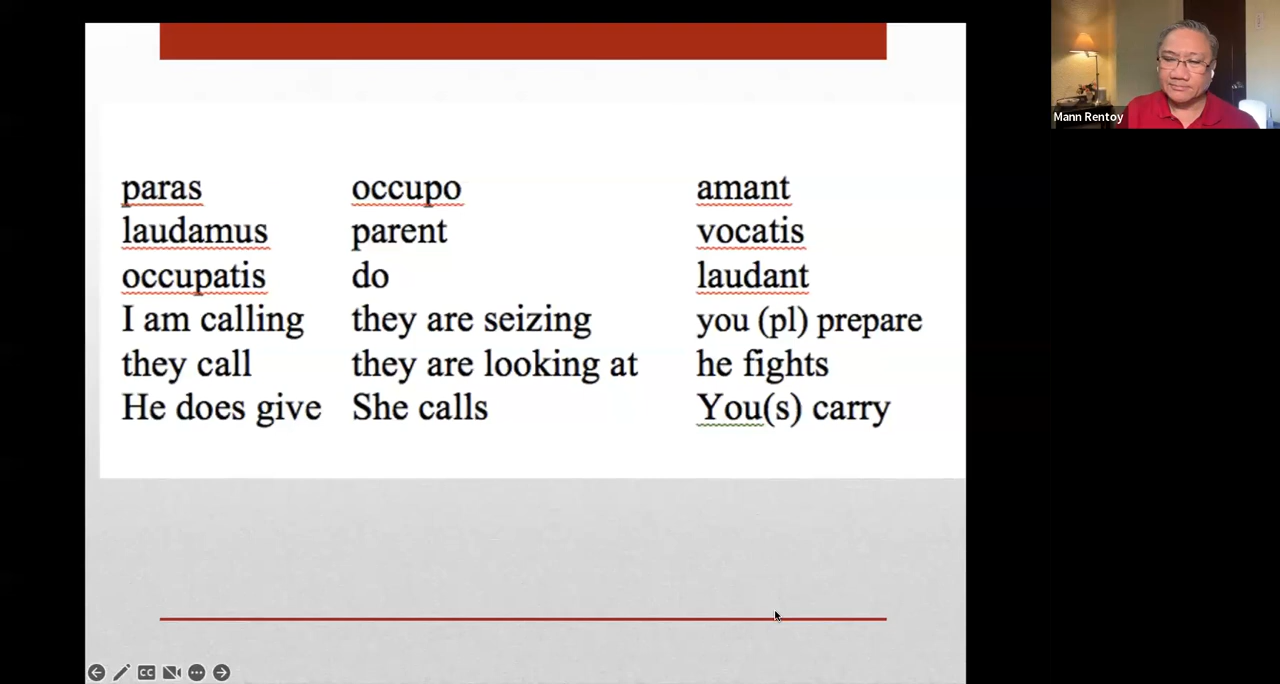 paras occupo amant
laudamus parent vocatis
occupatis do laudant
I am calling they are seizing you (pl) prepare
they call they are looking at he fights
He does give She calls You(s) carry
Mann Rentoy
CC